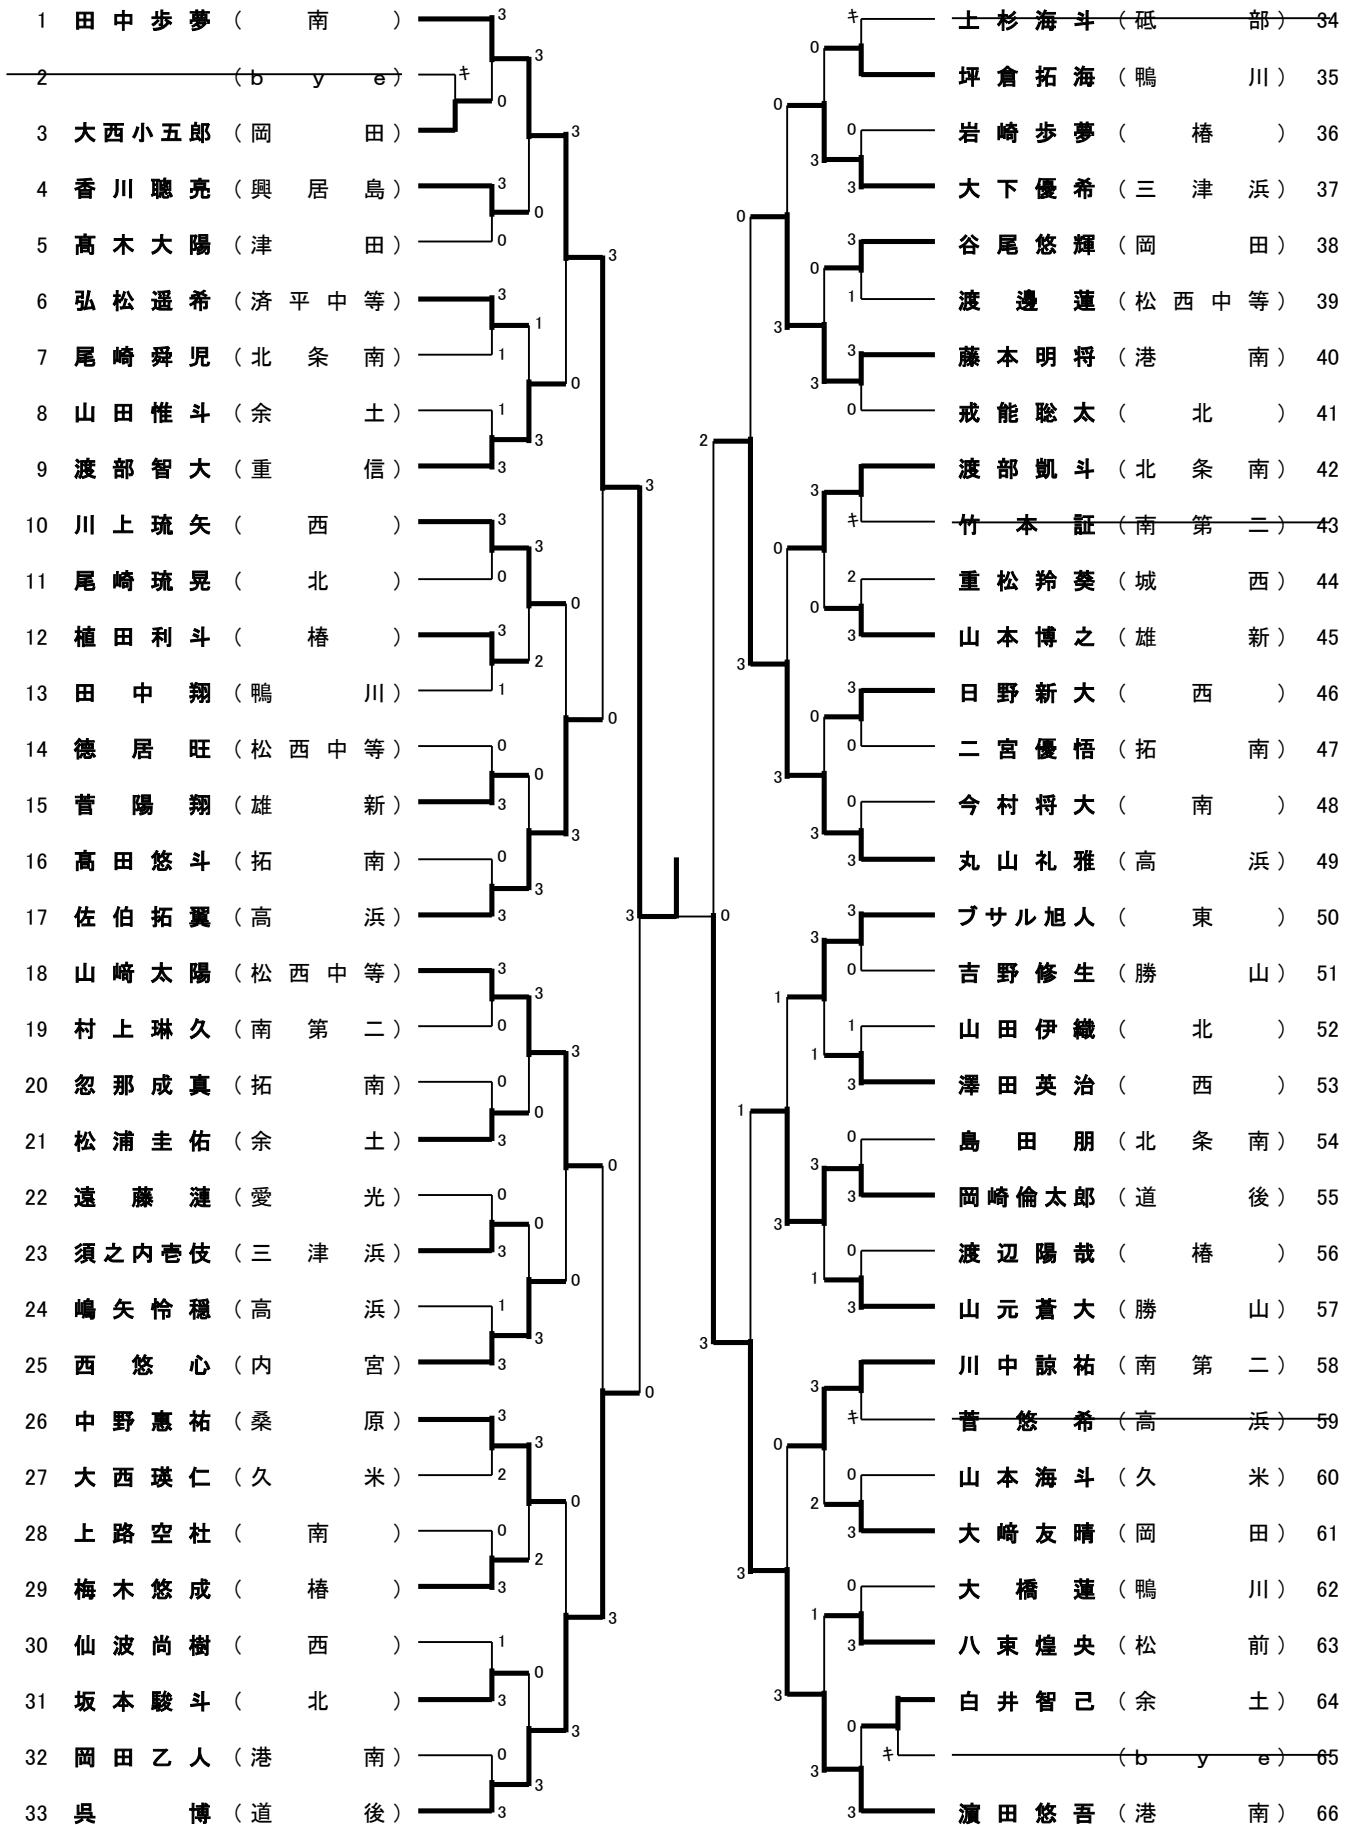 1 田中歩夢 (南)
2 (bye)
3 大西小五郎 (岡田)
4 香川聰亮 (興居島)
5 髙木大陽 (津田)
6 弘松遥希 (済平中等)
7 尾崎舜児 (北条南)
8 山田惟斗 (余土)
9 渡部智大 (重信)
10 川上琉矢 (西)
11 尾崎琉晃 (北)
12 植田利斗 (椿)
13 田中翔 (鴨川)
14 德居旺 (松西中等)
15 菅陽翔 (雄新)
16 髙田悠斗 (拓南)
17 佐伯拓翼 (高浜)
18 山﨑太陽 (松西中等)
19 村上琳久 (南第二)
20 忽那成真 (拓南)
21 松浦圭佑 (余土)
22 遠藤漣 (愛光)
23 須之内壱伎 (三津浜)
24 嶋矢怜穏 (高浜)
25 西悠心 (内宮)
26 中野惠祐 (桑原)
27 大西瑛仁 (久米)
28 上路空杜 (南)
29 梅木悠成 (椿)
30 仙波尚樹 (西)
31 坂本駿斗 (北)
32 岡田乙人 (港南)
33 呉博 (道後)
上杉海斗 (砥部) 34
坪倉拓海 (鴨川) 35
岩崎歩夢 (椿) 36
大下優希 (三津浜) 37
谷尾悠輝 (岡田) 38
渡邊蓮 (松西中等) 39
藤本明将 (港南) 40
戒能聡太 (北) 41
渡部凱斗 (北条南) 42
竹本証 (南第二) 43
重松羚葵 (城西) 44
山本博之 (雄新) 45
日野新大 (西) 46
二宮優悟 (拓南) 47
今村将大 (南) 48
丸山礼雅 (高浜) 49
ブサル旭人 (東) 50
吉野修生 (勝山) 51
山田伊織 (北) 52
澤田英治 (西) 53
島田朋 (北条南) 54
岡崎倫太郎 (道後) 55
渡辺陽哉 (椿) 56
山元蒼大 (勝山) 57
川中諒祐 (南第二) 58
菅悠希 (高浜) 59
山本海斗 (久米) 60
大﨑友晴 (岡田) 61
大橋蓮 (鴨川) 62
八束煌央 (松前) 63
白井智己 (余土) 64
(bye) 65
濵田悠吾 (港南) 66